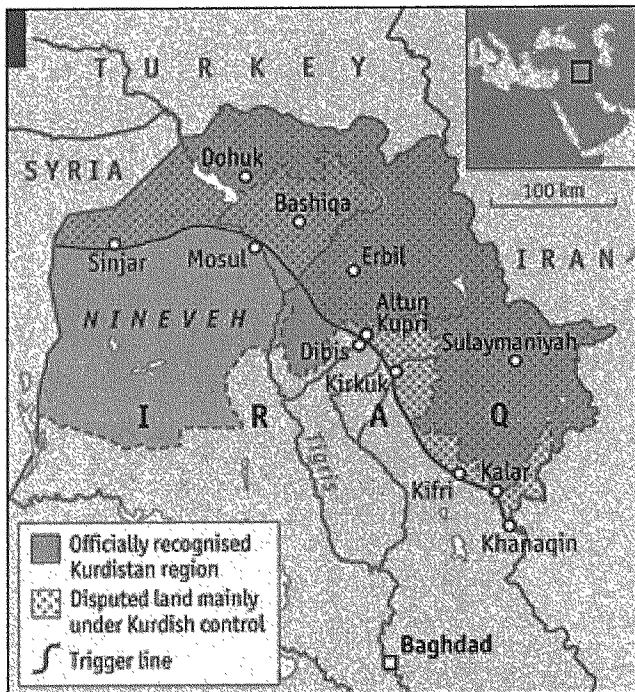 TURKEY
SYRIA
Dohuk
Bashiqa
100 km
Sinjar
Mosul
Erbil
IRAN
NINEVEH
Altun
Kupri
Dibis
Sulaymaniyah
Kirkuk
IRAQ
Tigris
Kifri
Kalar
Khanaqin
Officially recognised
Kurdistan region
Disputed land mainly
under Kurdish control
Trigger line
Baghdad